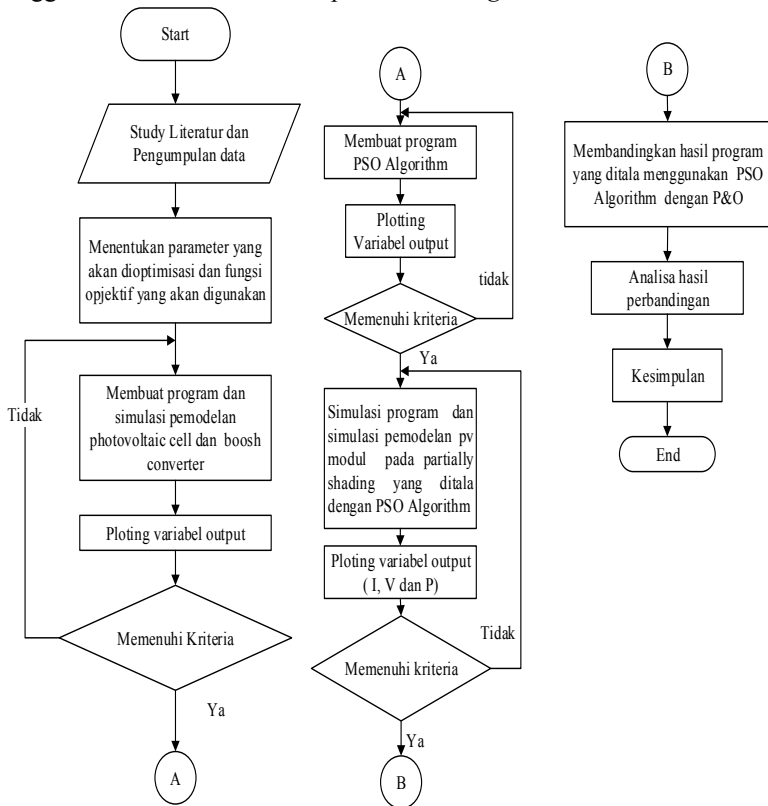 Start
Study Literatur dan
Pengumpulan data
Menentukan parameter yang
akan dioptimisasi dan fungsi
opjektif yang akan digunakan
Tidak
Membuat program dan
simulasi pemodelan
photovoltaic cell dan boosh
converter
Ploting variabel output
Memenuhi Kriteria
Ya
A
A
Membuat program
PSO Algorithm
Plotting
Variabel output
tidak
Memenuhi kriteria
Ya
Simulasi program dan
simulasi pemodelan pv
modul pada partially
shading yang ditala
dengan PSO Algorithm
Ploting variabel output
( I, V dan P)
Tidak
Memenuhi kriteria
Ya
B
B
Membandingkan hasil program
yang ditala menggunakan PSO
Algorithm dengan P&O
Analisa hasil
perbandingan
Kesimpulan
End